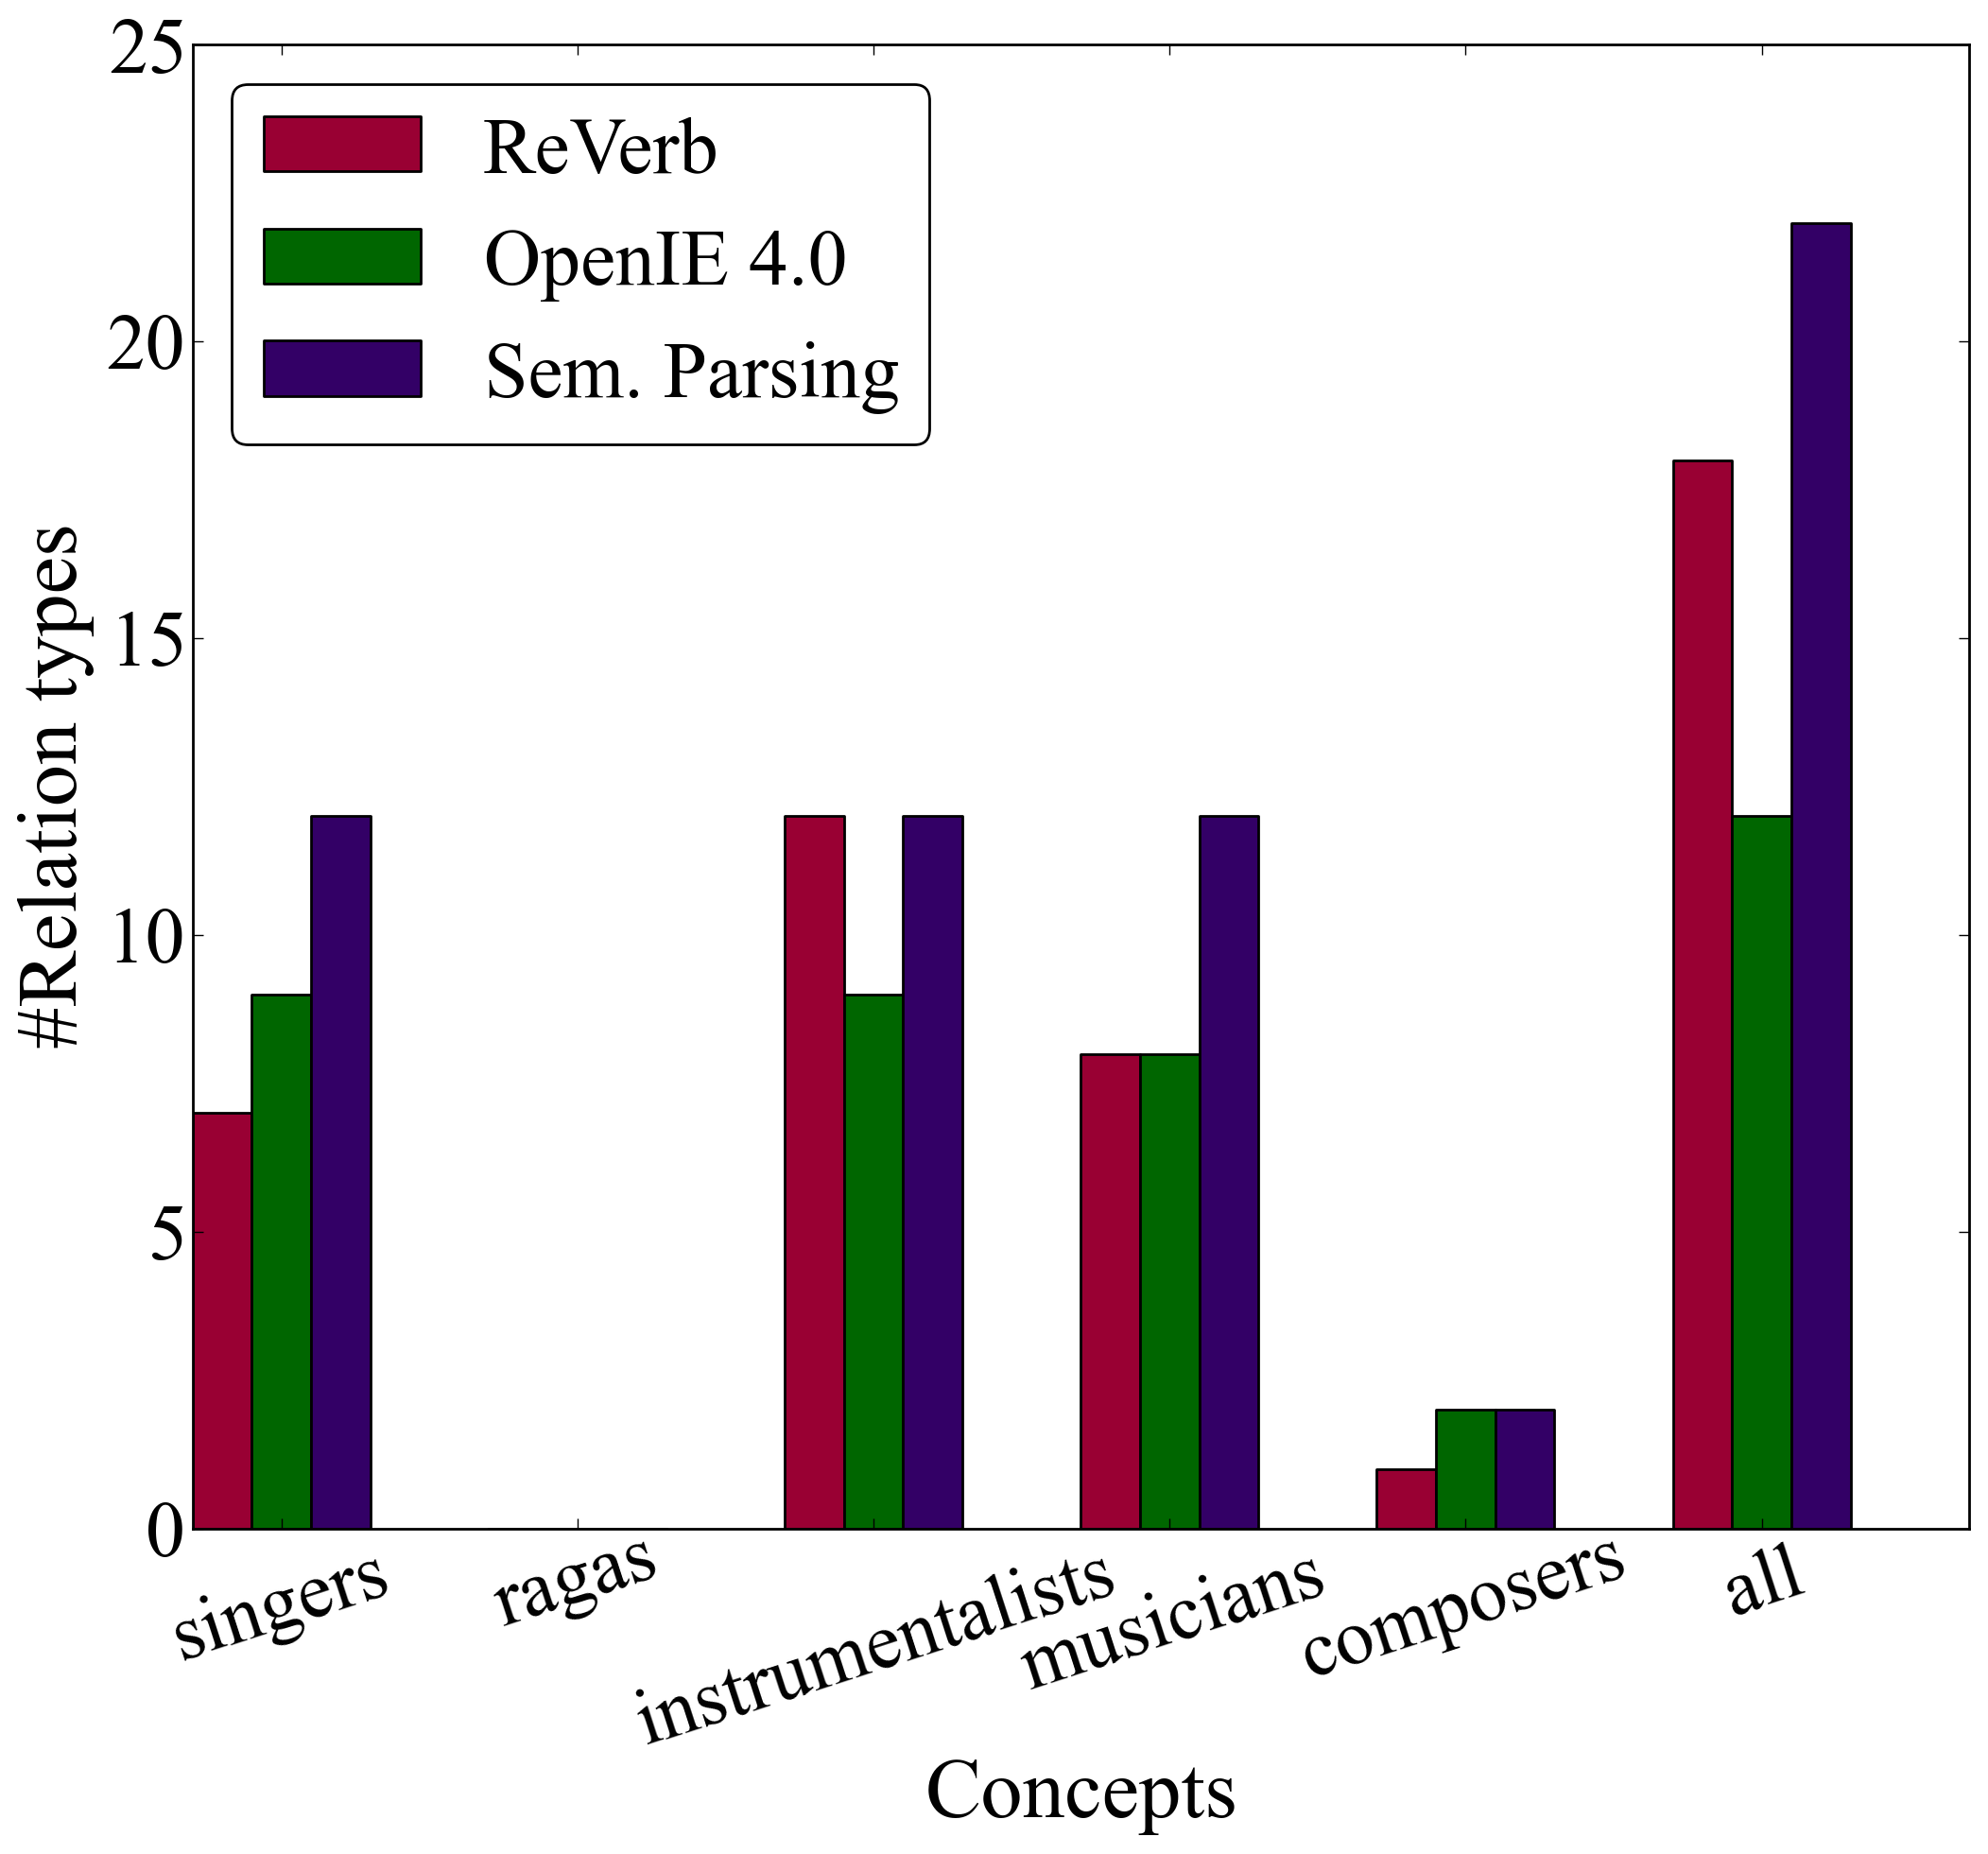 25
20
15
10
5
0
#Relation types
ReVerb
OpenIE 4.0
Sem. Parsing
singers
ragas
instrumentalists
musicians
composers
all
Concepts